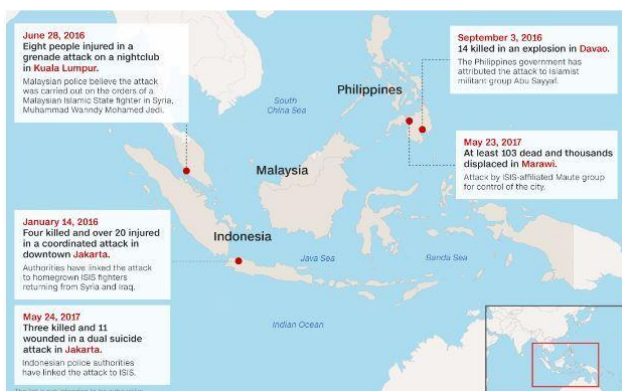 June 28, 2016
Eight people injured in a
grenade attack on a nightclub
in Kuala Lumpur.
Malaysian police believe the attack
was carried out on the orders of a
Malaysian Islamic State fighter in Syria,
Muhammad Wanndy Mohamed Jedi.
September 3, 2016
14 killed in an explosion in Davao.
The Philippines government has
attributed the attack to Islamist
militant group Abu Sayyaf.
Philippines
South
China Sea
May 23, 2017
At least 103 dead and thousands
displaced in Marawi.
Attack by ISIS-affiliated Maute group
for control of the city.
Malaysia
January 14, 2016
Four killed and over 20 injured
in a coordinated attack in
downtown Jakarta.
Authorities have linked the attack
to homegrown ISIS fighters
returning from Syria and Iraq.
Indonesia
Java Sea
Banda Sea
May 24, 2017
Three killed and 11
wounded in a dual suicide
attack in Jakarta.
Indonesian police authorities
have linked the attack to ISIS.
Indian Ocean